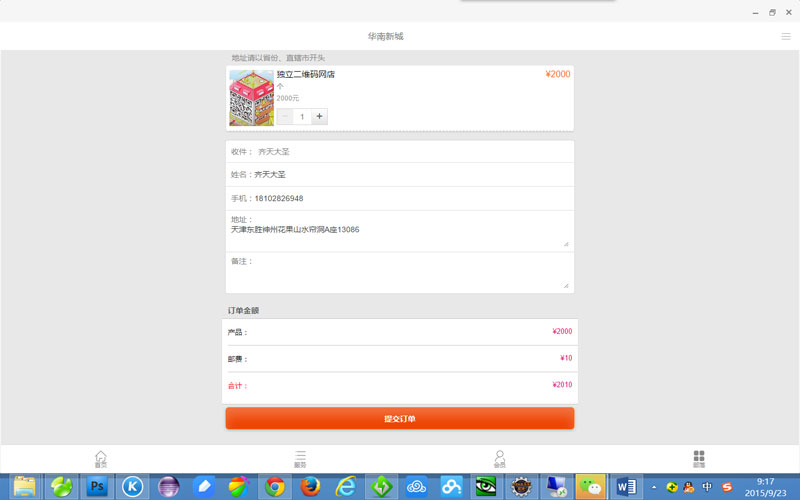 华南新城
地址请以省份、直辖市开头
独立二维码网店
¥2000
个
2000元
1
收件： 齐天大圣
姓名：齐天大圣
手机：18102826948
地址：
天津东胜神州花果山水帘洞A座13086
备注：
订单金额
产品：
¥2000
邮费：
¥10
合计：
¥2010
提交订单
首页
服务
会员
部落
Ps
K
W
中
S
9:17
2015/9/23